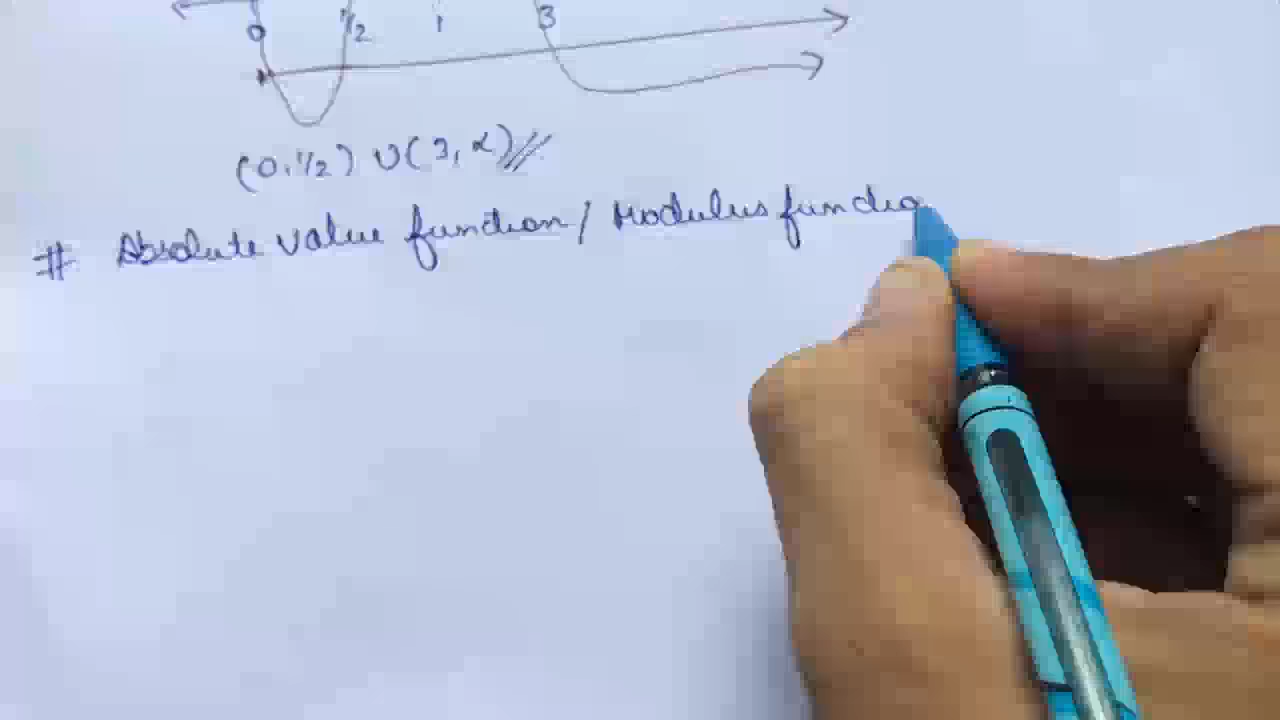 0 1/2 1 3
(0,1/2) ∪ (3,∝)//
# Absolute value function / Modulus functio